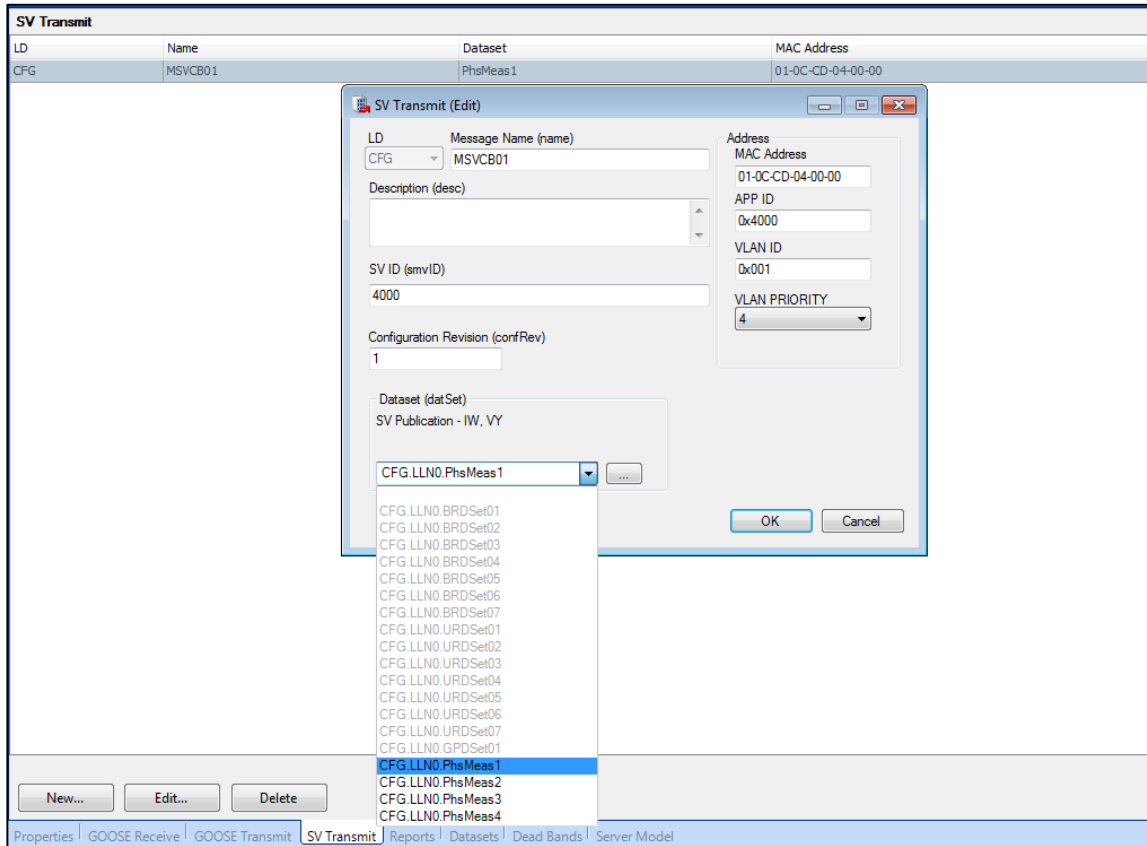 SV Transmit
LD Name Dataset MAC Address
CFG MSVCB01 PhsMeas1 01-0C-CD-04-00-00
SV Transmit (Edit)
LD Message Name (name)
CFG MSVCB01
Description (desc)
SV ID (smvID)
4000
Configuration Revision (confRev)
1
Address
MAC Address
01-0C-CD-04-00-00
APP ID
0x4000
VLAN ID
0x001
VLAN PRIORITY
4
Dataset (datSet)
SV Publication - IW, VY
CFG.LLN0.PhsMeas1 ...
OK Cancel
CFG.LLN0.BRDSet01
CFG.LLN0.BRDSet02
CFG.LLN0.BRDSet03
CFG.LLN0.BRDSet04
CFG.LLN0.BRDSet05
CFG.LLN0.BRDSet06
CFG.LLN0.BRDSet07
CFG.LLN0.URDSet01
CFG.LLN0.URDSet02
CFG.LLN0.URDSet03
CFG.LLN0.URDSet04
CFG.LLN0.URDSet05
CFG.LLN0.URDSet06
CFG.LLN0.URDSet07
CFG.LLN0.GPDSet01
CFG.LLN0.PhsMeas1
CFG.LLN0.PhsMeas2
CFG.LLN0.PhsMeas3
CFG.LLN0.PhsMeas4
New... Edit... Delete
Properties GOOSE Receive GOOSE Transmit SV Transmit Reports Datasets Dead Bands Server Model